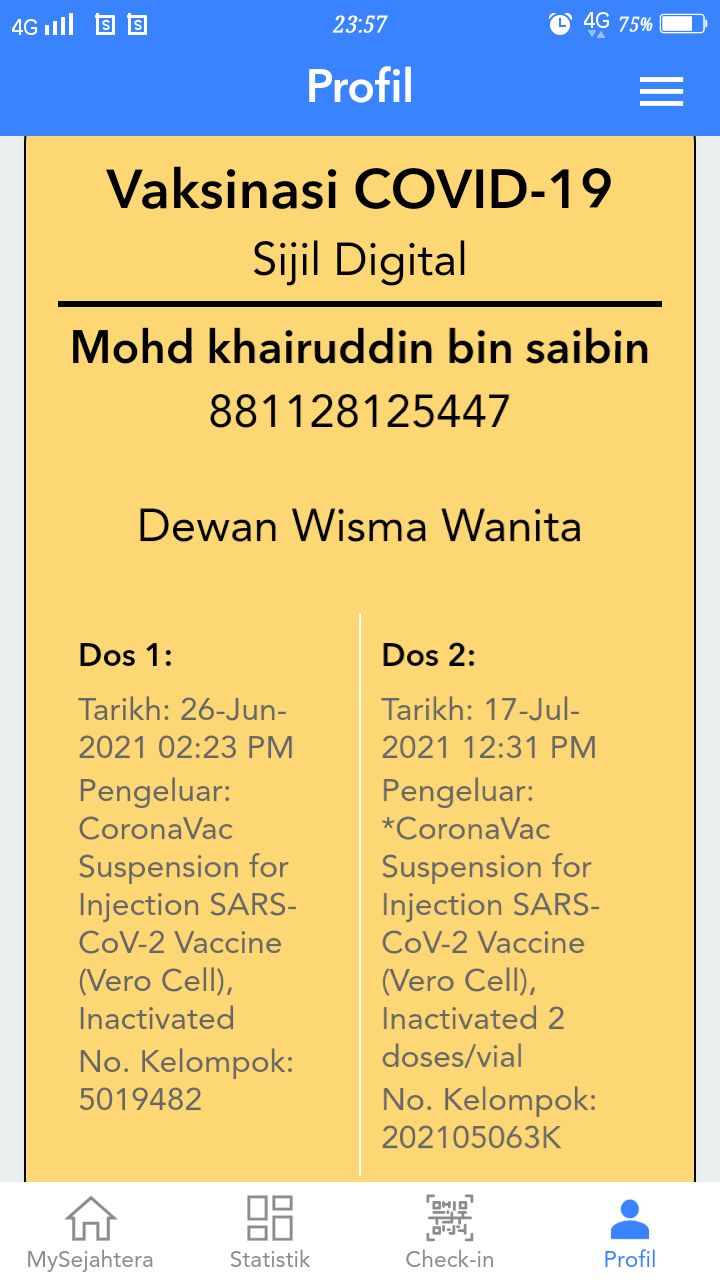 4G 23:57 4G 75%
Profil
Vaksinasi COVID-19
Sijil Digital
Mohd khairuddin bin saibin
881128125447
Dewan Wisma Wanita
Dos 1:
Tarikh: 26-Jun-
2021 02:23 PM
Pengeluar:
CoronaVac
Suspension for
Injection SARS-
CoV-2 Vaccine
(Vero Cell),
Inactivated
No. Kelompok:
5019482
Dos 2:
Tarikh: 17-Jul-
2021 12:31 PM
Pengeluar:
*CoronaVac
Suspension for
Injection SARS-
CoV-2 Vaccine
(Vero Cell),
Inactivated 2
doses/vial
No. Kelompok:
202105063K
MySejahtera Statistik Check-in Profil